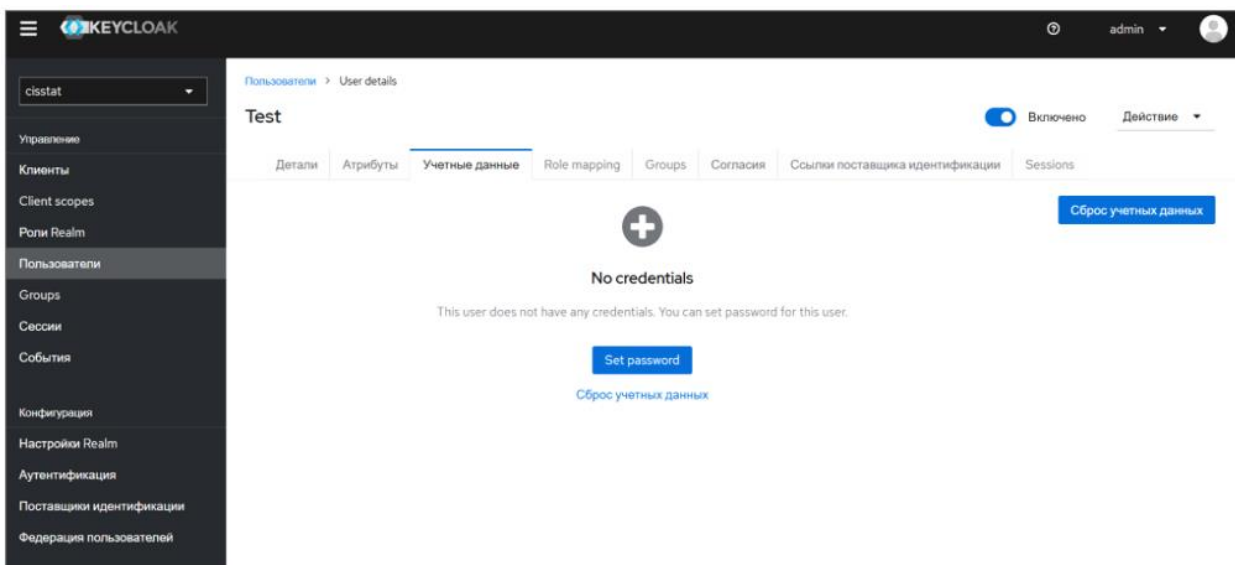 KEYCLOAK
admin
cisstat
Управление
Клиенты
Client scopes
Роли Realm
Пользователи
Groups
Сессии
События
Конфигурация
Настройки Realm
Аутентификация
Поставщики идентификации
Федерация пользователей
Пользователи > User details
Test
Включено
Действие
Детали Атрибуты Учетные данные Role mapping Groups Согласия Ссылки поставщика идентификации Sessions
Сброс учетных данных
No credentials
This user does not have any credentials. You can set password for this user.
Set password
Сброс учетных данных